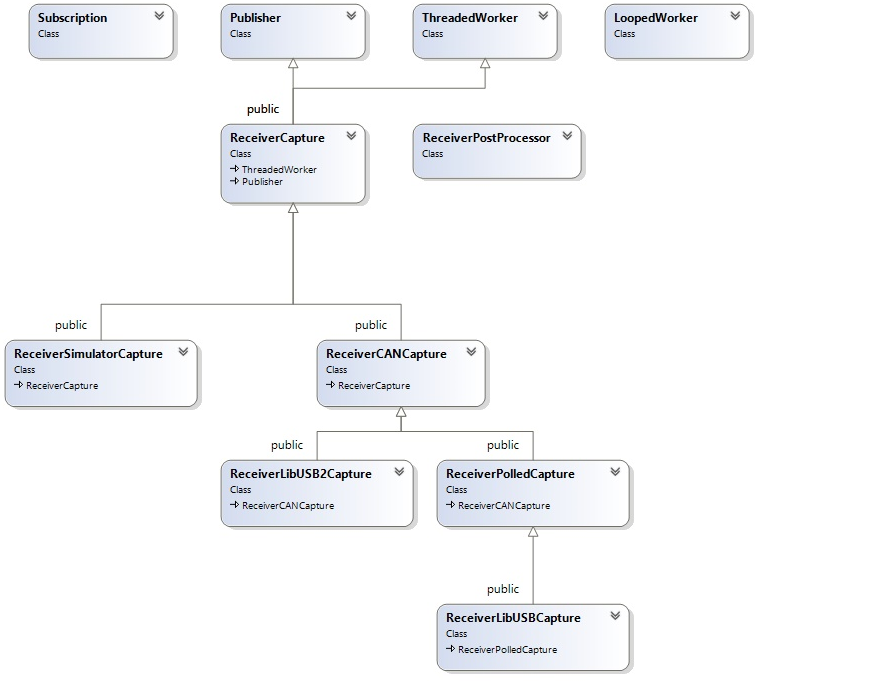 Subscription
Class
Publisher
Class
ThreadedWorker
Class
LoopedWorker
Class
public
ReceiverCapture
Class
ThreadedWorker
Publisher
ReceiverPostProcessor
Class
public
public
ReceiverSimulatorCapture
Class
ReceiverCapture
ReceiverCANCapture
Class
ReceiverCapture
public
public
ReceiverLibUSB2Capture
Class
ReceiverCANCapture
ReceiverPolledCapture
Class
ReceiverCANCapture
public
ReceiverLibUSBCapture
Class
ReceiverPolledCapture